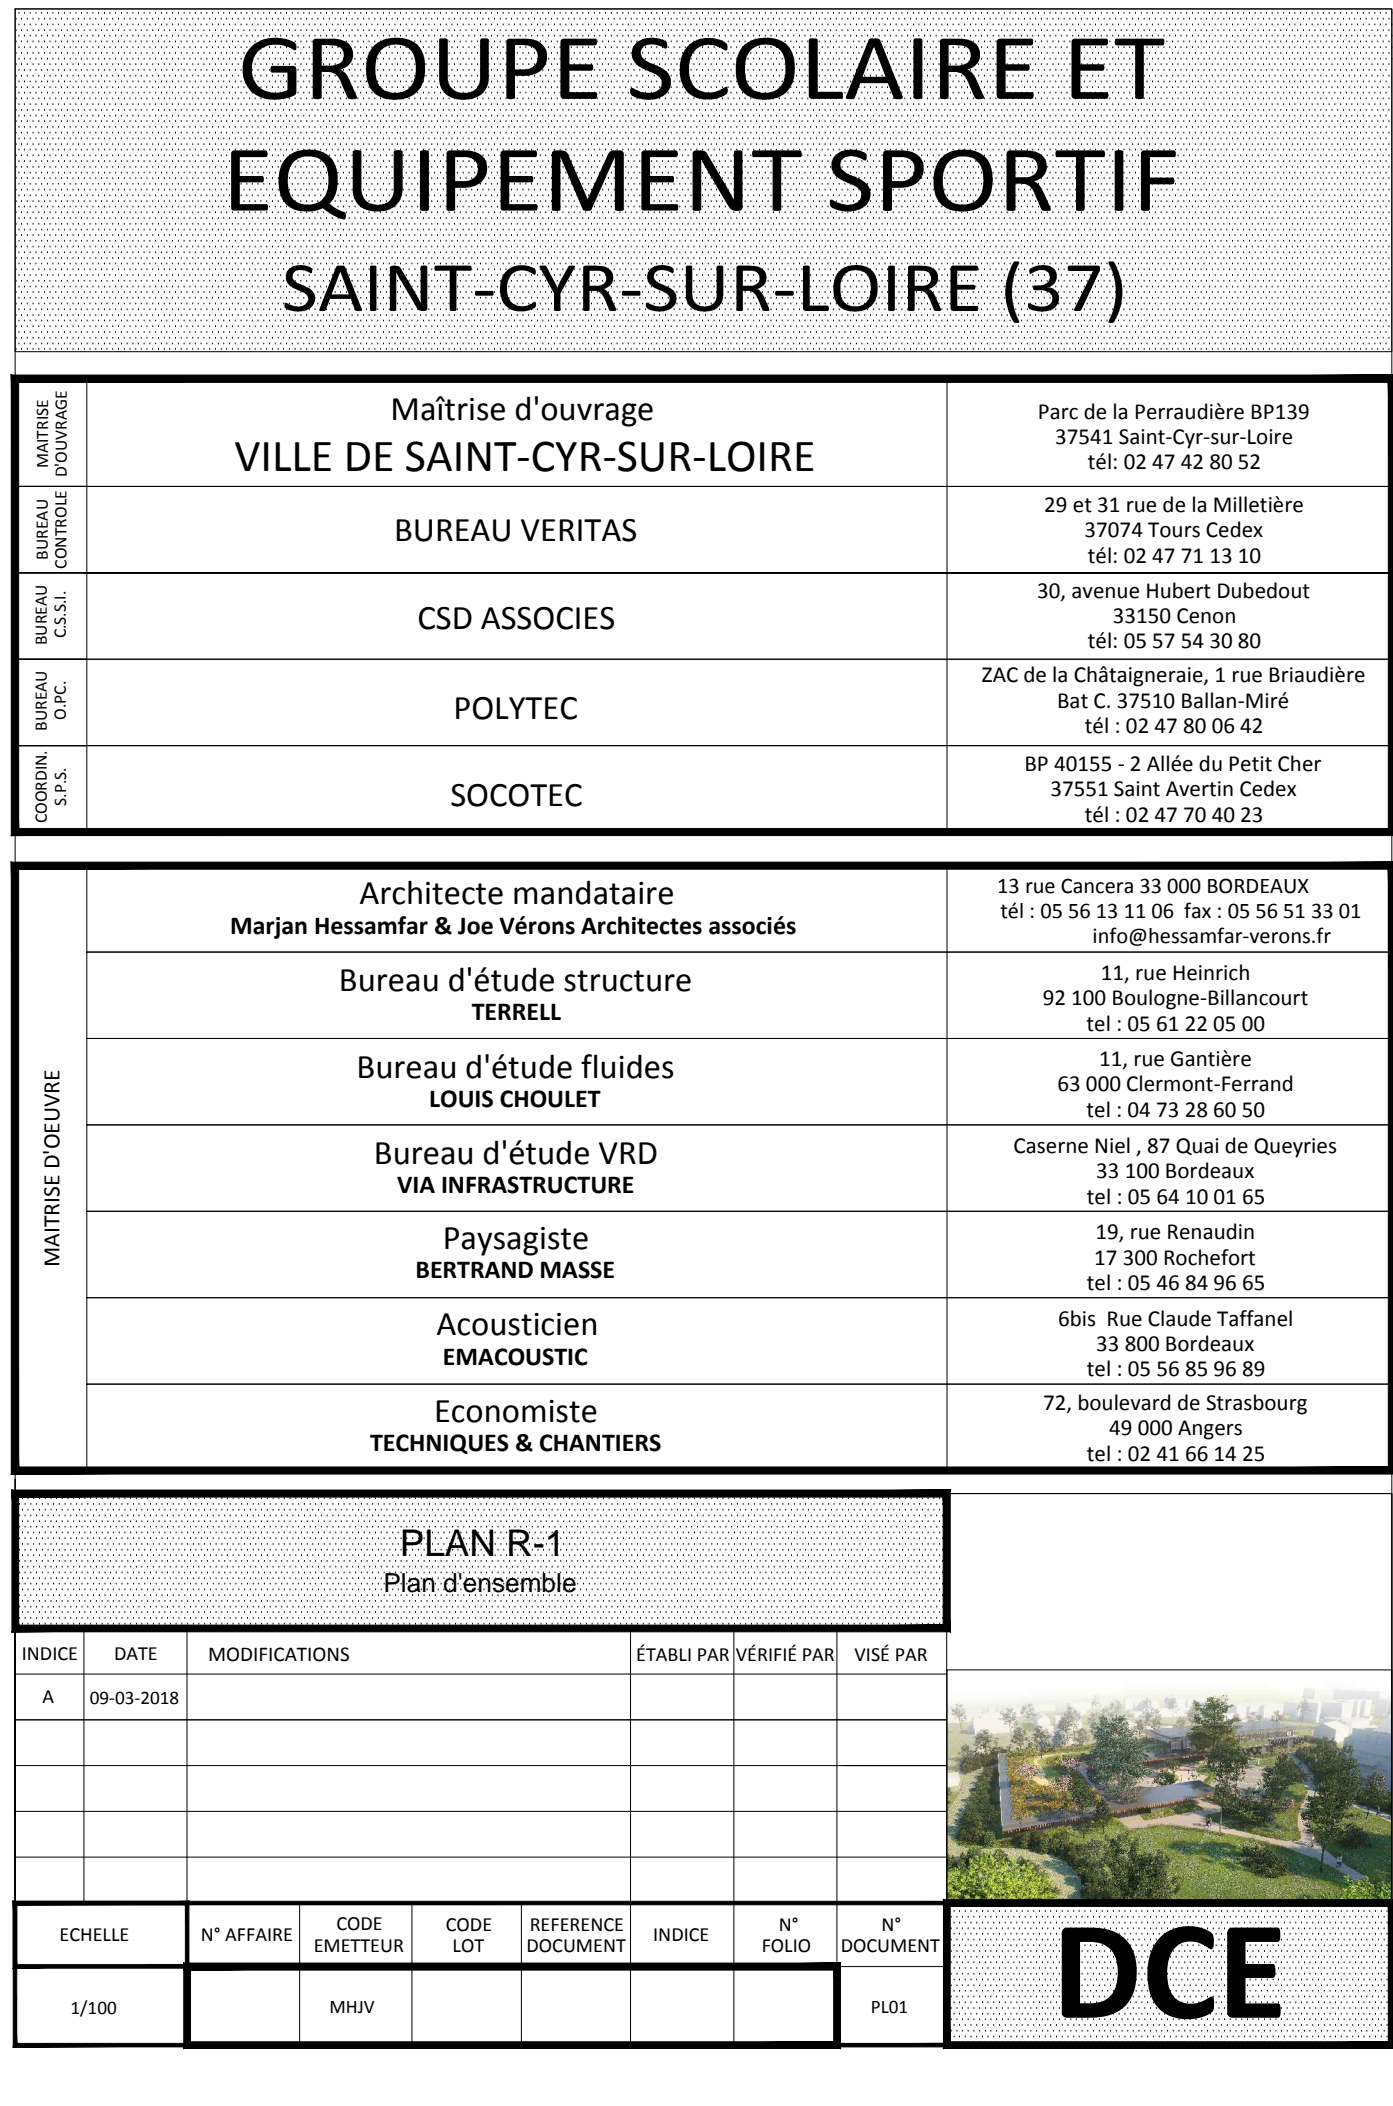 GROUPE SCOLAIRE ET
EQUIPEMENT SPORTIF
SAINT-CYR-SUR-LOIRE (37)
MAITRISE
D'OUVRAGE
Maîtrise d'ouvrage
VILLE DE SAINT-CYR-SUR-LOIRE
Parc de la Perraudière BP139
37541 Saint-Cyr-sur-Loire
tél: 02 47 42 80 52
BUREAU
CONTROLE
BUREAU VERITAS
29 et 31 rue de la Milletière
37074 Tours Cedex
tél: 02 47 71 13 10
BUREAU
C.S.S.I.
CSD ASSOCIES
30, avenue Hubert Dubedout
33150 Cenon
tél: 05 57 54 30 80
BUREAU
O.PC.
POLYTEC
ZAC de la Châtaigneraie, 1 rue Briaudière
Bat C. 37510 Ballan-Miré
tél : 02 47 80 06 42
COORDIN.
S.P.S.
SOCOTEC
BP 40155 - 2 Allée du Petit Cher
37551 Saint Avertin Cedex
tél : 02 47 70 40 23
MAITRISE D'OEUVRE
Architecte mandataire
Marjan Hessamfar & Joe Vérons Architectes associés
13 rue Cancera 33 000 BORDEAUX
tél : 05 56 13 11 06 fax : 05 56 51 33 01
info@hessamfar-verons.fr
Bureau d'étude structure
TERRELL
11, rue Heinrich
92 100 Boulogne-Billancourt
tel : 05 61 22 05 00
Bureau d'étude fluides
LOUIS CHOULET
11, rue Gantière
63 000 Clermont-Ferrand
tel : 04 73 28 60 50
Bureau d'étude VRD
VIA INFRASTRUCTURE
Caserne Niel , 87 Quai de Queyries
33 100 Bordeaux
tel : 05 64 10 01 65
Paysagiste
BERTRAND MASSE
19, rue Renaudin
17 300 Rochefort
tel : 05 46 84 96 65
Acousticien
EMACOUSTIC
6bis Rue Claude Taffanel
33 800 Bordeaux
tel : 05 56 85 96 89
Economiste
TECHNIQUES & CHANTIERS
72, boulevard de Strasbourg
49 000 Angers
tel : 02 41 66 14 25
PLAN R-1
Plan d'ensemble
INDICE DATE MODIFICATIONS ÉTABLI PAR VÉRIFIÉ PAR VISÉ PAR
A 09-03-2018
ECHELLE
N° AFFAIRE
CODE
EMETTEUR
CODE
LOT
REFERENCE
DOCUMENT
INDICE
N°
FOLIO
N°
DOCUMENT
1/100 MHJV PL01
DCE